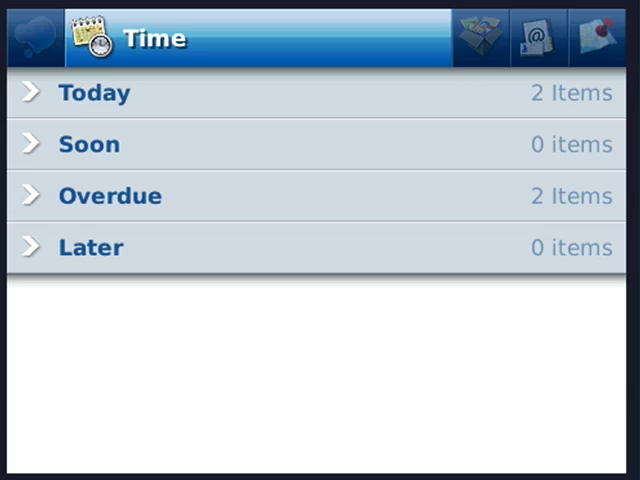 Time
Today 2 Items
Soon 0 items
Overdue 2 Items
Later 0 items